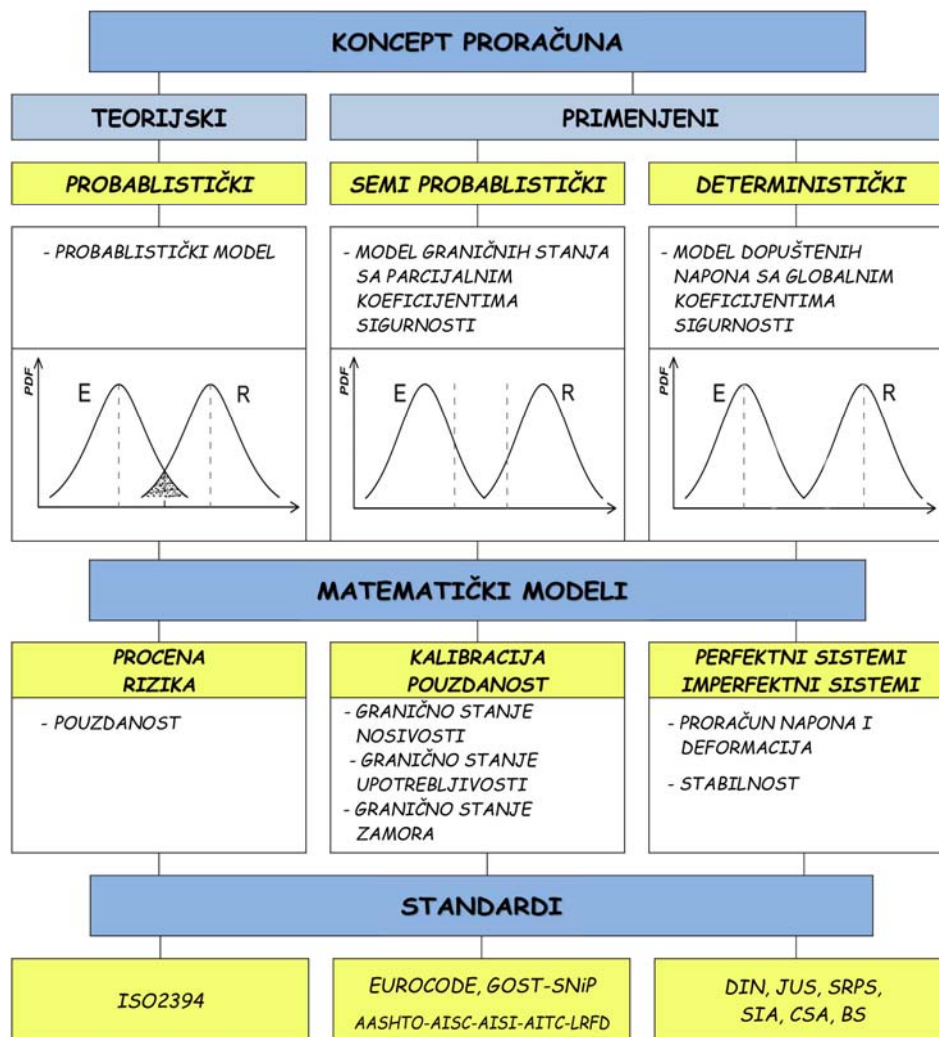 KONCEPT PRORAČUNA
TEORIJSKI
PRIMENJENI
PROBABLISTIČKI
SEMI PROBABLISTIČKI
DETERMINISTIČKI
- PROBABLISTIČKI MODEL
- MODEL GRANIČNIH STANJA
SA PARCIJALNIM
KOEFICIJENTIMA
SIGURNOSTI
- MODEL DOPUŠTENIH
NAPONA SA GLOBALNIM
KOEFICIJENTIMA
SIGURNOSTI
PDF
E
R
PDF
E
R
PDF
E
R
MATEMATIČKI MODELI
PROCENA
RIZIKA
KALIBRACIJA
POUZDANOST
PERFEKTNI SISTEMI
IMPERFEKTNI SISTEMI
- POUZDANOST
- GRANIČNO STANJE
NOSIVOSTI
- GRANIČNO STANJE
UPOTREBLJIVOSTI
- GRANIČNO STANJE
ZAMORA
- PRORAČUN NAPONA I
DEFORMACIJA
- STABILNOST
STANDARDI
ISO2394
EUROCODE, GOST-SNiP
AASHTO-AISC-AISI-AITC-LRFD
DIN, JUS, SRPS,
SIA, CSA, BS